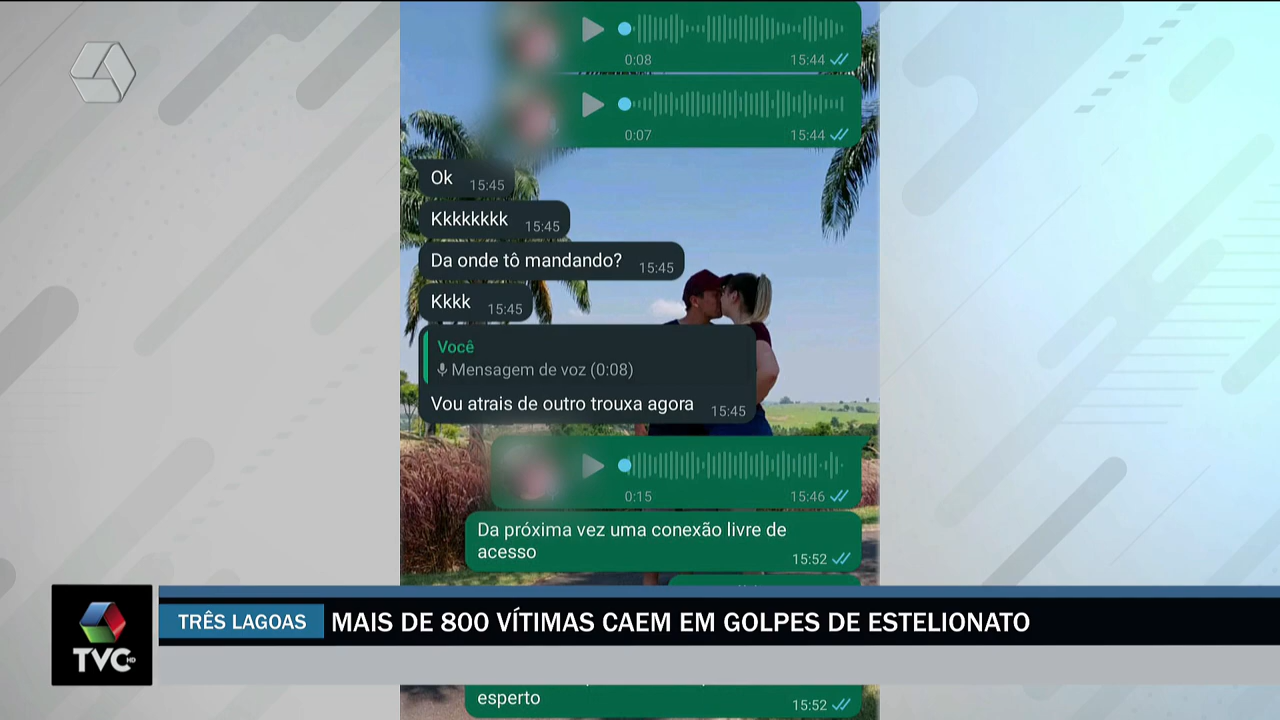 0:08 15:44
0:07 15:44
Ok 15:45
Kkkkkkkk 15:45
Da onde tô mandando? 15:45
Kkkk 15:45
Você
Mensagem de voz (0:08)
Vou atrais de outro trouxa agora 15:45
0:15 15:46
Da próxima vez uma conexão livre de
acesso 15:52
TRÊS LAGOAS MAIS DE 800 VÍTIMAS CAEM EM GOLPES DE ESTELIONATO
TVC HD
esperto 15:52